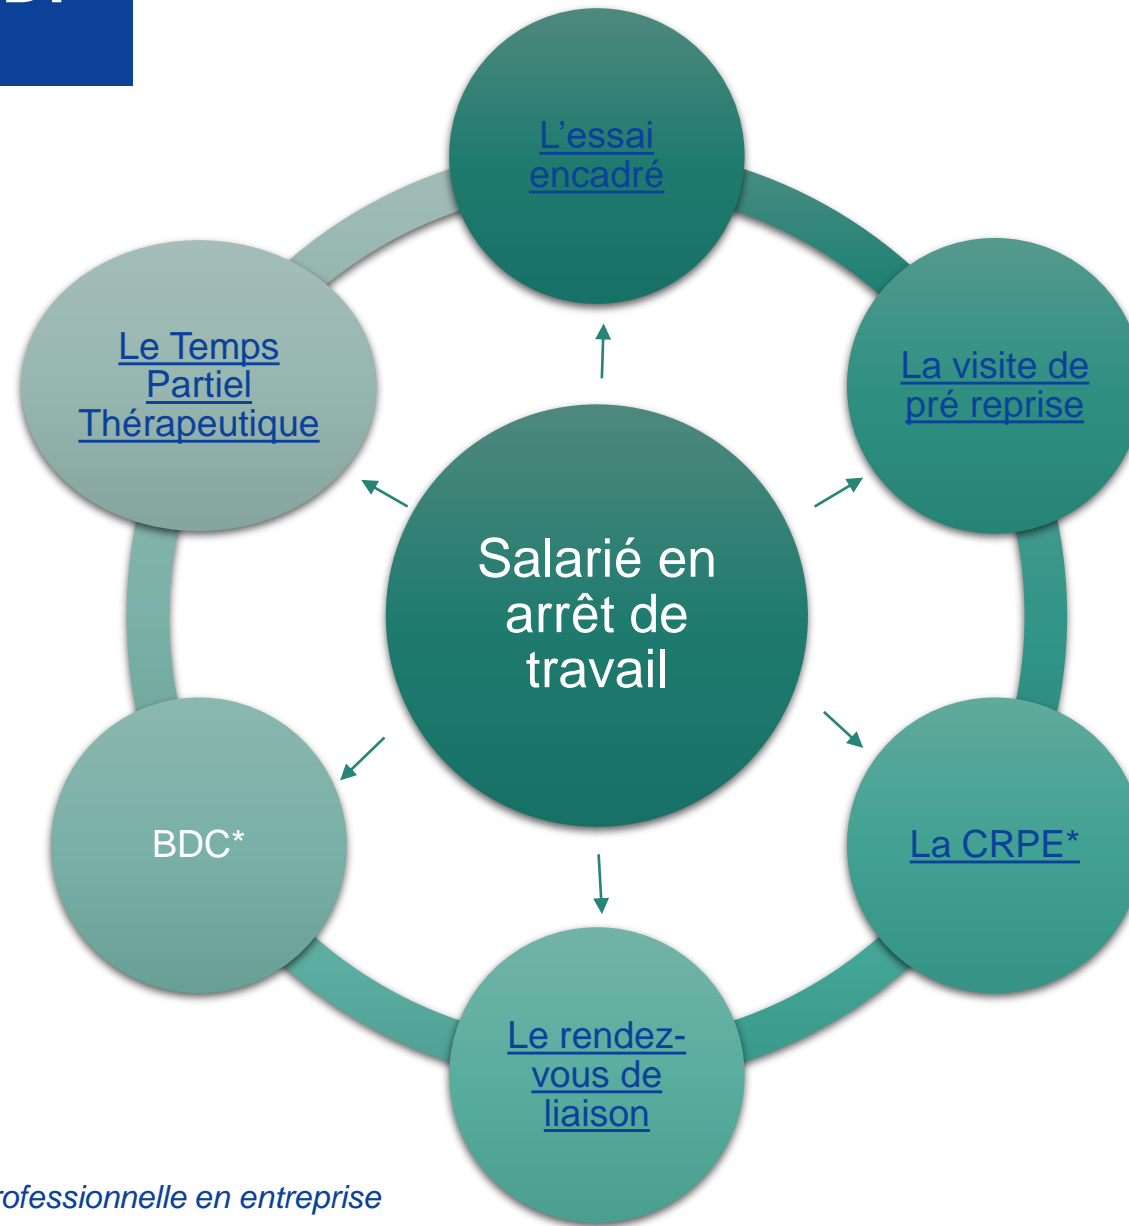 L'essai
encadré
Le Temps
Partiel
Thérapeutique
La visite de
pré reprise
Salarié en
arrêt de
travail
BDC*
La CRPE*
Le rendez-
vous de
liaison
professionnelle en entreprise